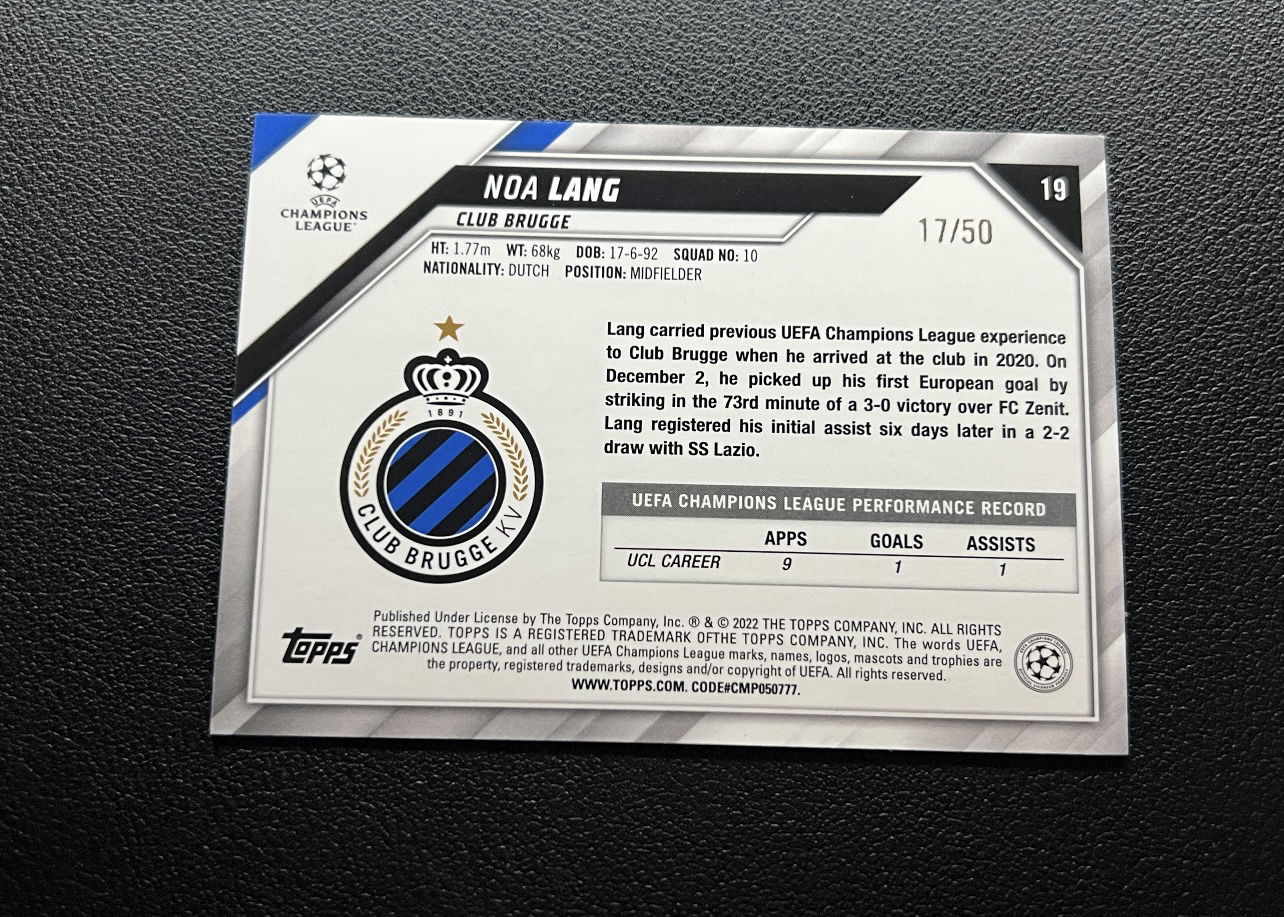 UEFA
CHAMPIONS
LEAGUE
NOA LANG
19
CLUB BRUGGE
17/50
HT: 1.77m WT: 68kg DOB: 17-6-92 SQUAD NO: 10
NATIONALITY: DUTCH POSITION: MIDFIELDER
1891
CLUB BRUGGE KV
Lang carried previous UEFA Champions League experience
to Club Brugge when he arrived at the club in 2020. On
December 2, he picked up his first European goal by
striking in the 73rd minute of a 3-0 victory over FC Zenit.
Lang registered his initial assist six days later in a 2-2
draw with SS Lazio.
UEFA CHAMPIONS LEAGUE PERFORMANCE RECORD
APPS GOALS ASSISTS
UCL CAREER 9 1 1
topps®
Published Under License by The Topps Company, Inc. ® & © 2022 THE TOPPS COMPANY, INC. ALL RIGHTS
RESERVED. TOPPS IS A REGISTERED TRADEMARK OFTHE TOPPS COMPANY, INC. The words UEFA,
CHAMPIONS LEAGUE, and all other UEFA Champions League marks, names, logos, mascots and trophies are
the property, registered trademarks, designs and/or copyright of UEFA. All rights reserved.
WWW.TOPPS.COM. CODE#CMP050777.